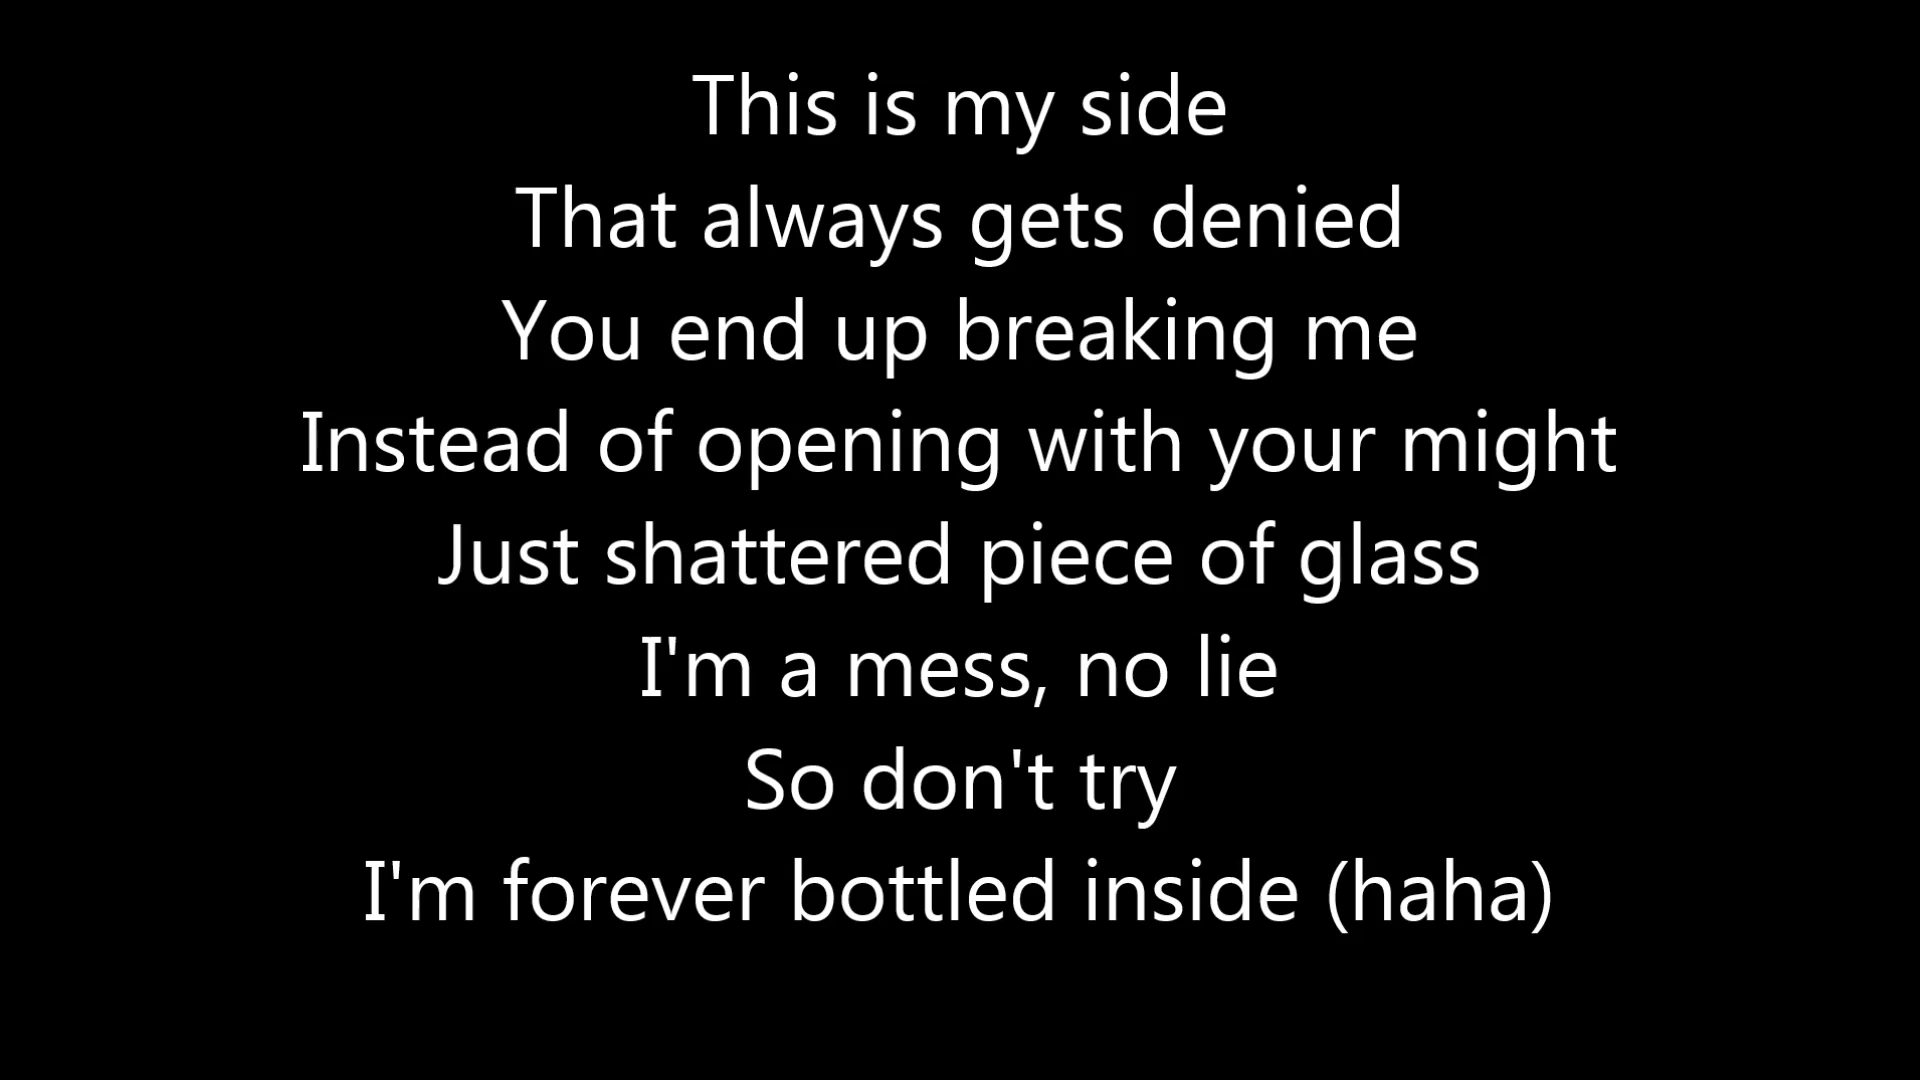 This is my side
That always gets denied
You end up breaking me
Instead of opening with your might
Just shattered piece of glass
I'm a mess, no lie
So don't try
I'm forever bottled inside (haha)